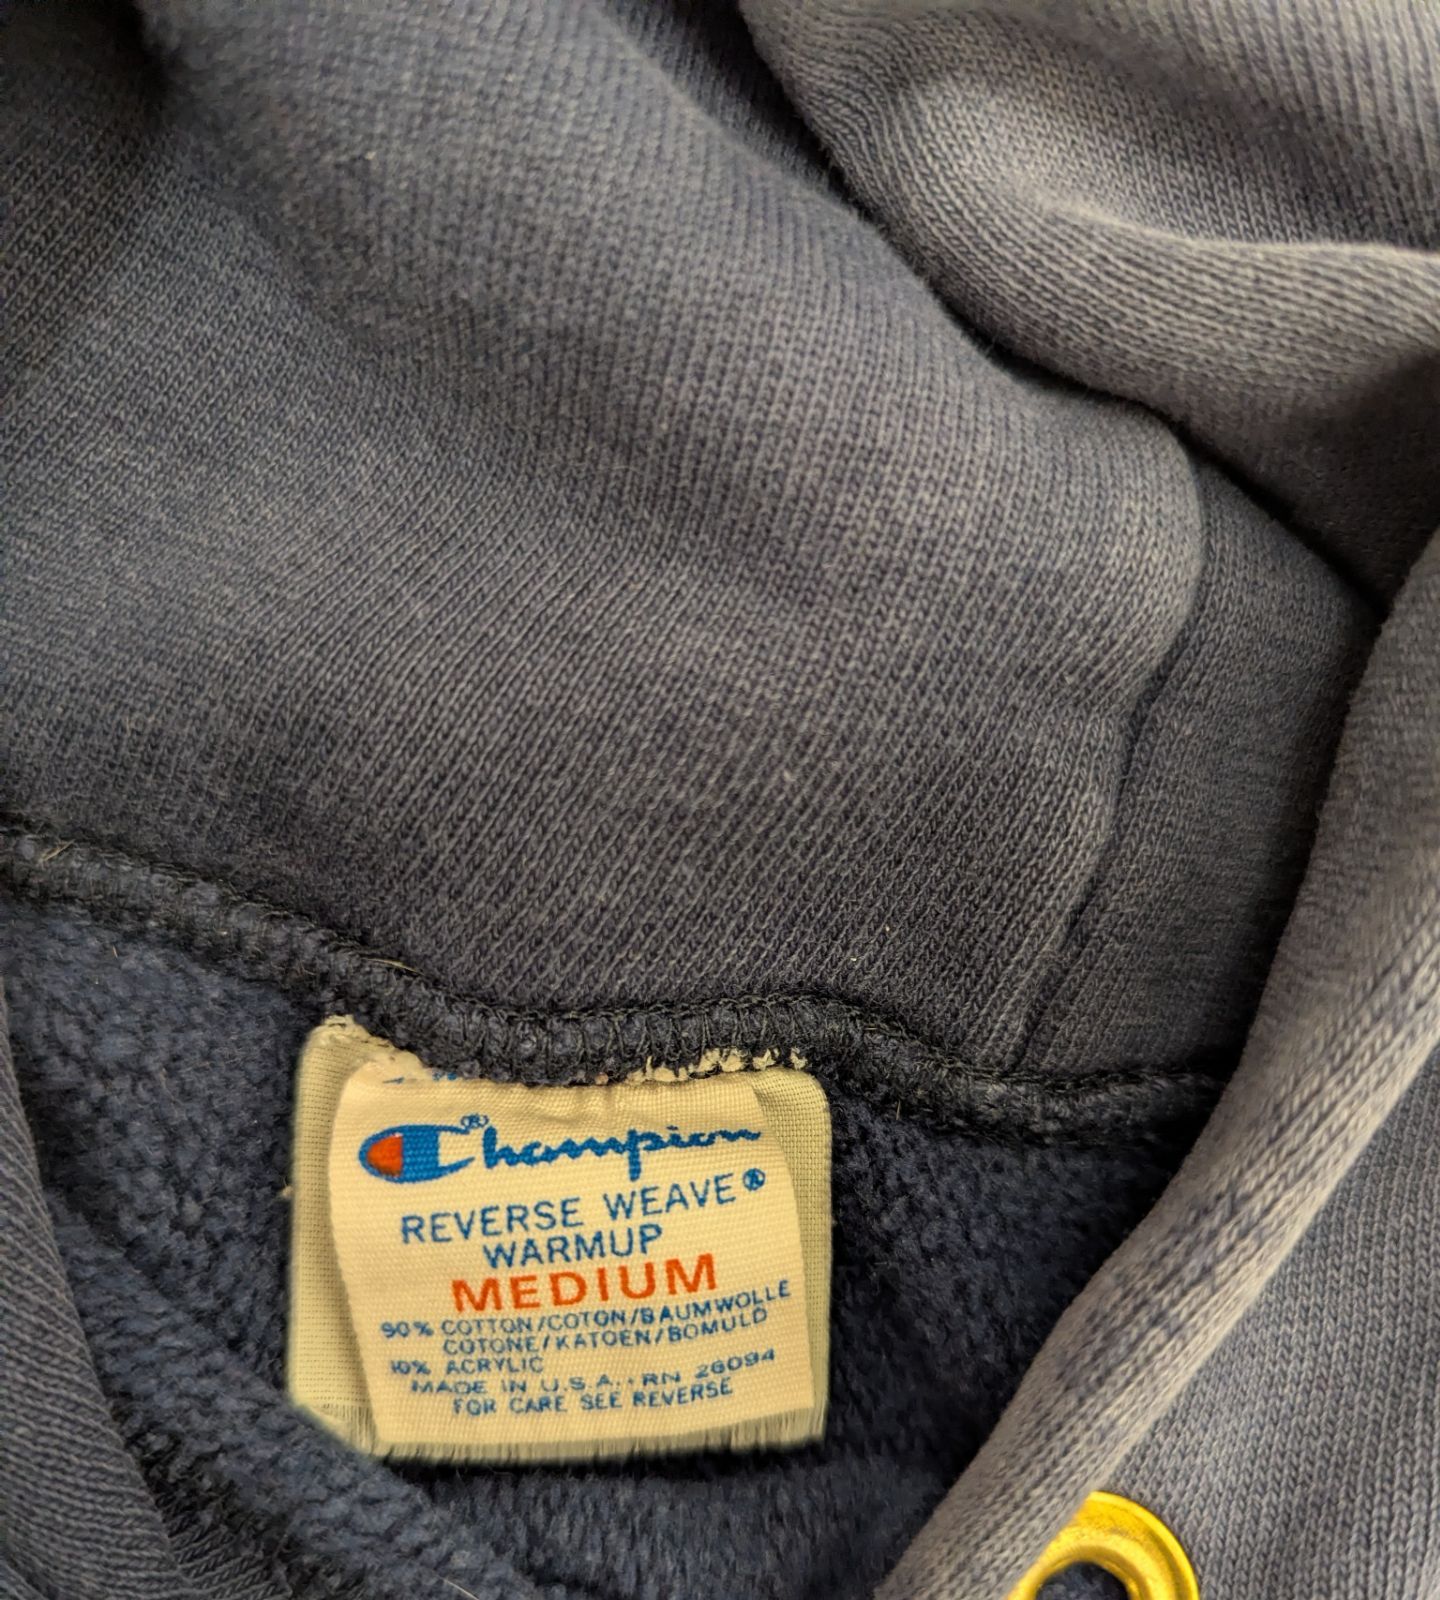 Champion®
REVERSE WEAVE®
WARMUP
MEDIUM
90% COTTON/COTON/BAUMWOLLE
COTONE/KATOEN/BOMULD
10% ACRYLIC
MADE IN U.S.A. · RN 26094
FOR CARE SEE REVERSE